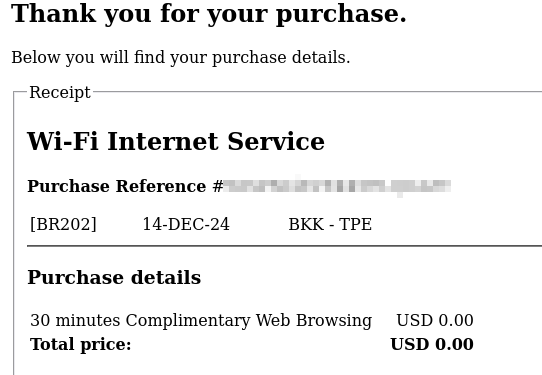 Thank you for your purchase.
Below you will find your purchase details.
Receipt
Wi-Fi Internet Service
Purchase Reference #
[BR202] 14-DEC-24 BKK - TPE
Purchase details
30 minutes Complimentary Web Browsing USD 0.00
Total price: USD 0.00